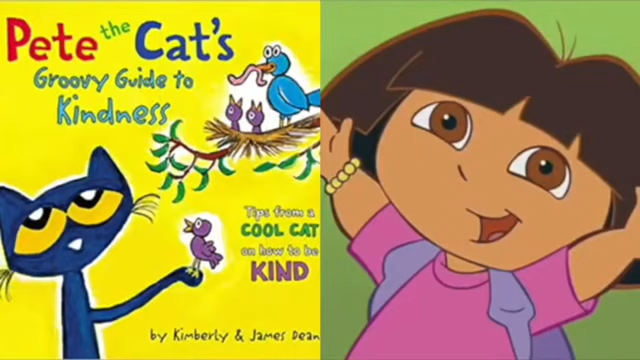 Pete the Cat's
Groovy Guide to
Kindness
Tips from a
COOL CAT
on how to be
KIND
by Kimberly & James Dean